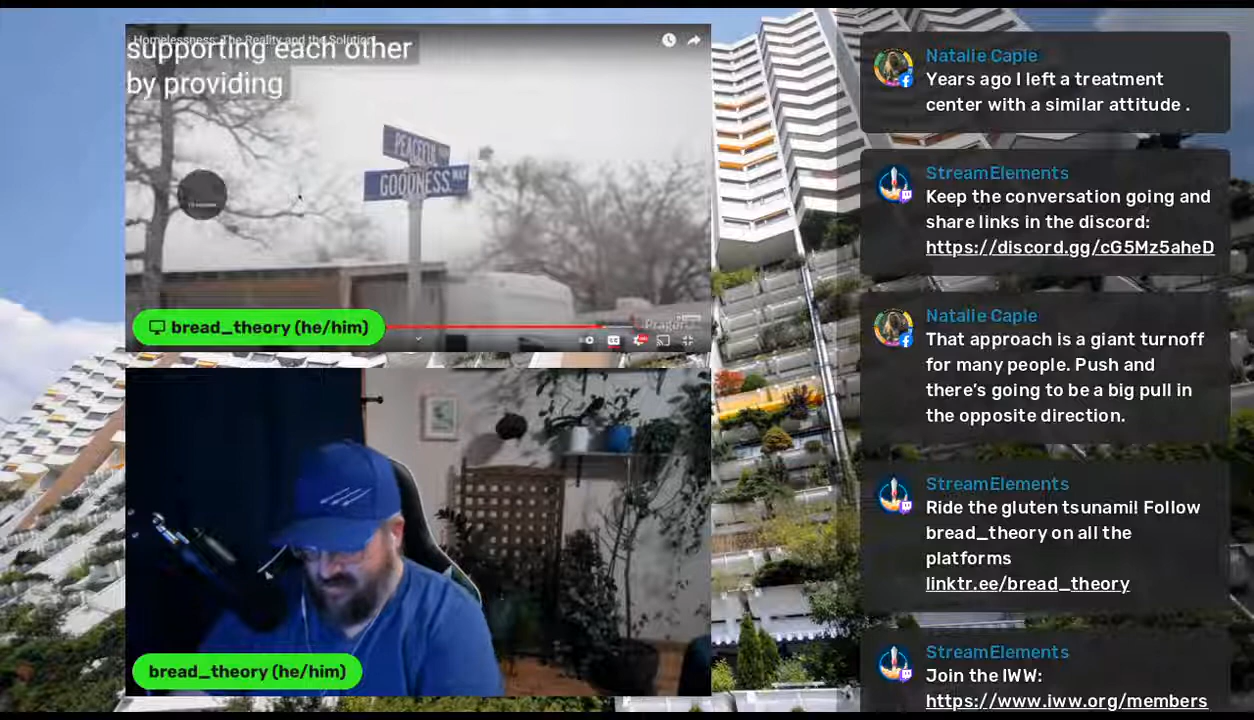 Homelessness: The Reality and the Solution
supporting each other
by providing
PEACEFUL
GOODNESS WAY
bread_theory (he/him)
Prager
bread_theory (he/him)
Natalie Caple
Years ago I left a treatment
center with a similar attitude .
StreamElements
Keep the conversation going and
share links in the discord:
https://discord.gg/cG5Mz5aheD
Natalie Caple
That approach is a giant turnoff
for many people. Push and
there's going to be a big pull in
the opposite direction.
StreamElements
Ride the gluten tsunami! Follow
bread_theory on all the
platforms
linktr.ee/bread_theory
StreamElements
Join the IWW:
https://www.iww.org/members